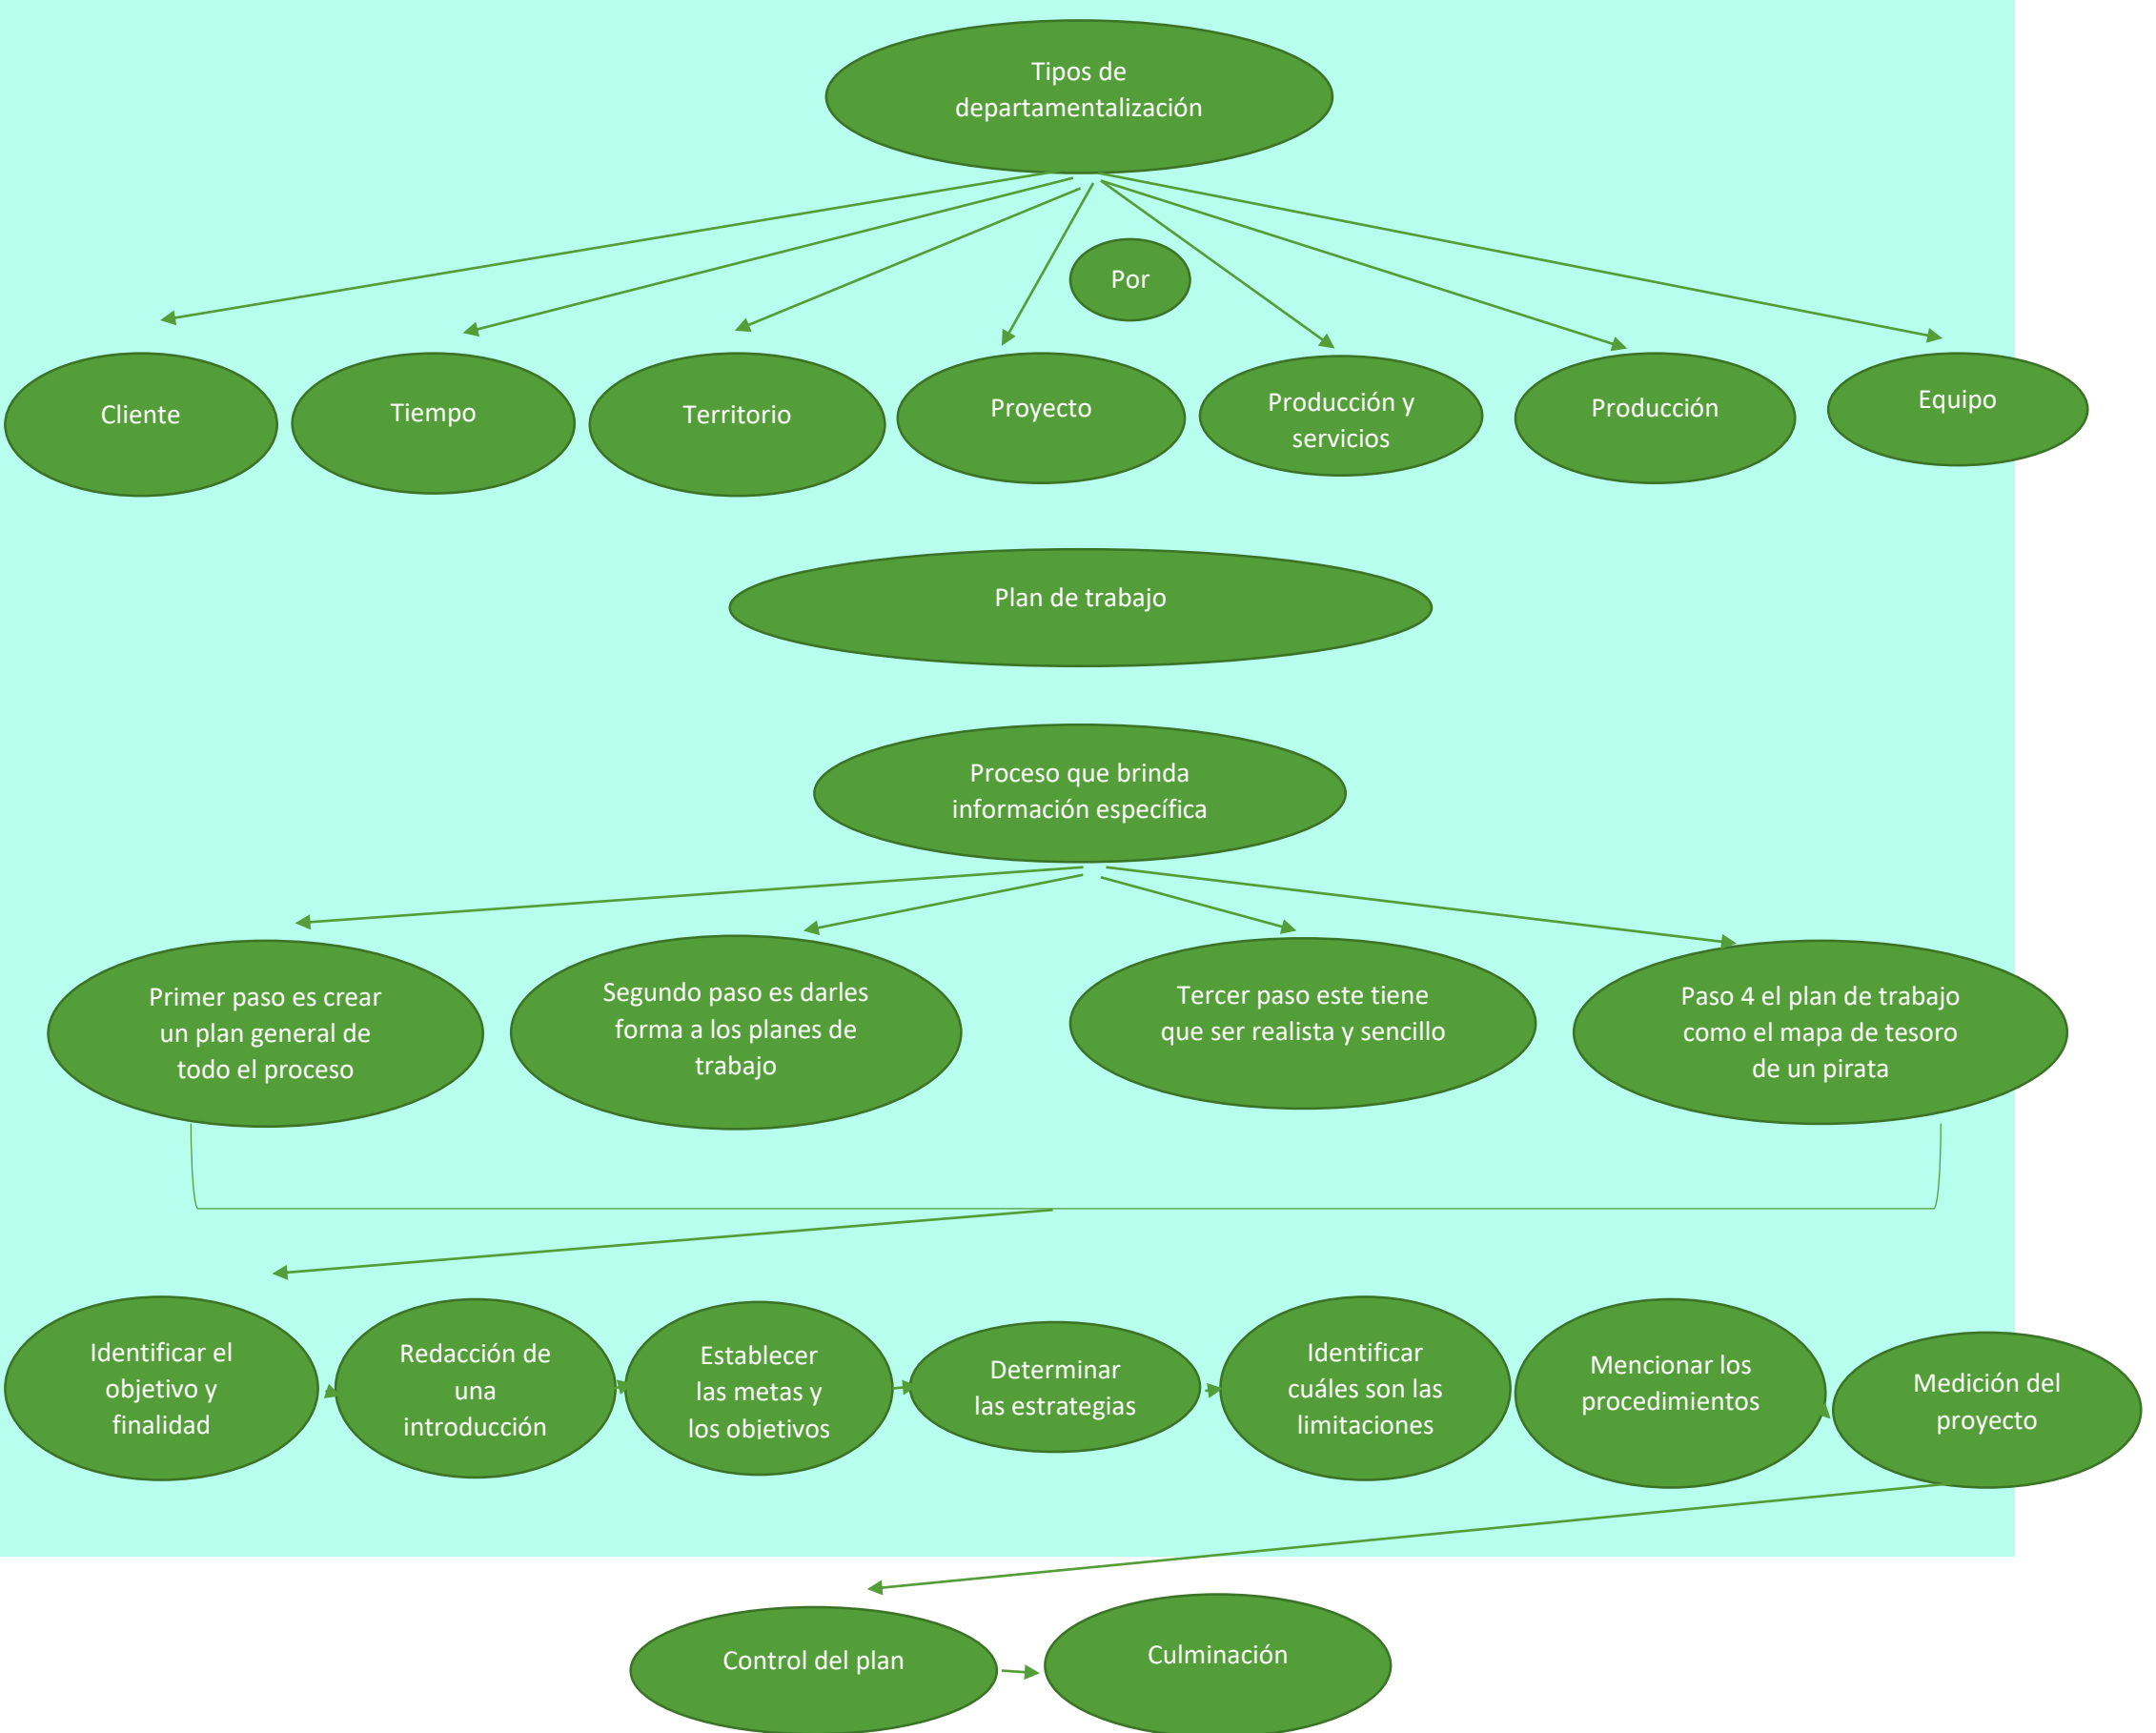 Tipos de
departamentalización
Por
Cliente
Tiempo
Territorio
Proyecto
Producción y
servicios
Producción
Equipo
Plan de trabajo
Proceso que brinda
información específica
Primer paso es crear
un plan general de
todo el proceso
Segundo paso es darles
forma a los planes de
trabajo
Tercer paso este tiene
que ser realista y sencillo
Paso 4 el plan de trabajo
como el mapa de tesoro
de un pirata
Identificar el
objetivo y
finalidad
Redacción de
una
introducción
Establecer
las metas y
los objetivos
Determinar
las estrategias
Identificar
cuáles son las
limitaciones
Mencionar los
procedimientos
Medición del
proyecto
Control del plan
Culminación